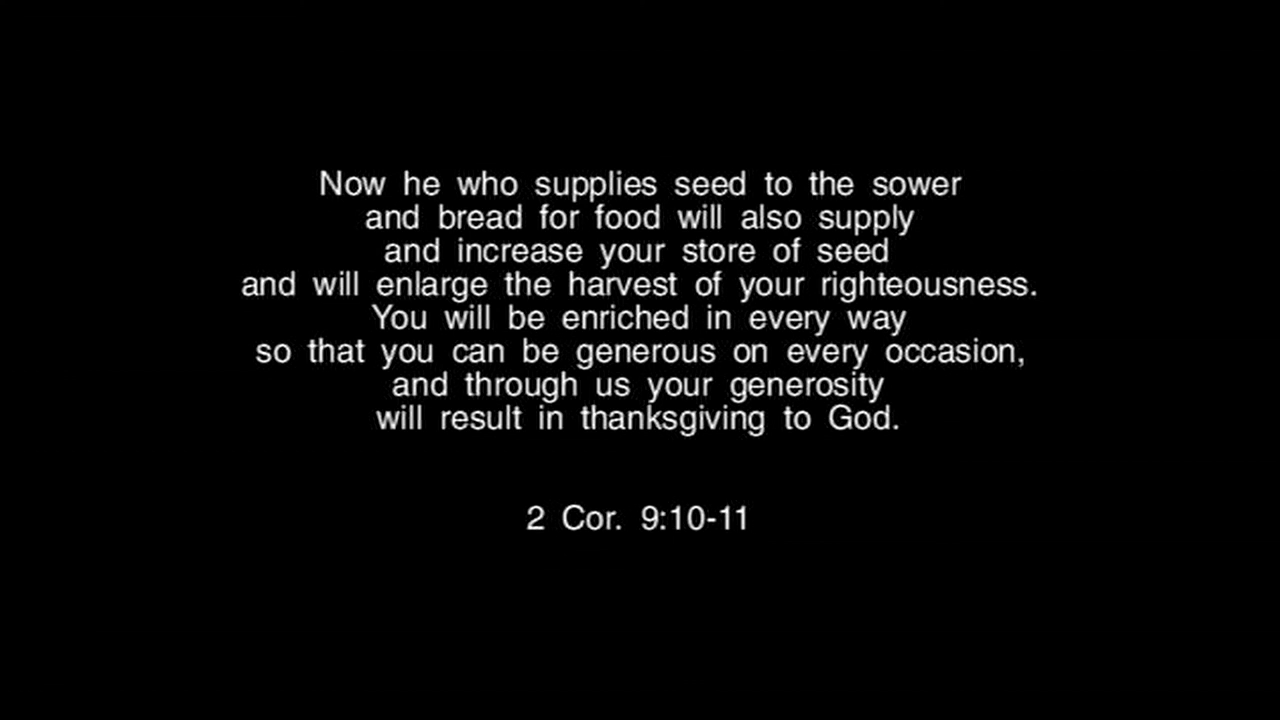 Now he who supplies seed to the sower
and bread for food will also supply
and increase your store of seed
and will enlarge the harvest of your righteousness.
You will be enriched in every way
so that you can be generous on every occasion,
and through us your generosity
will result in thanksgiving to God.
2 Cor. 9:10-11